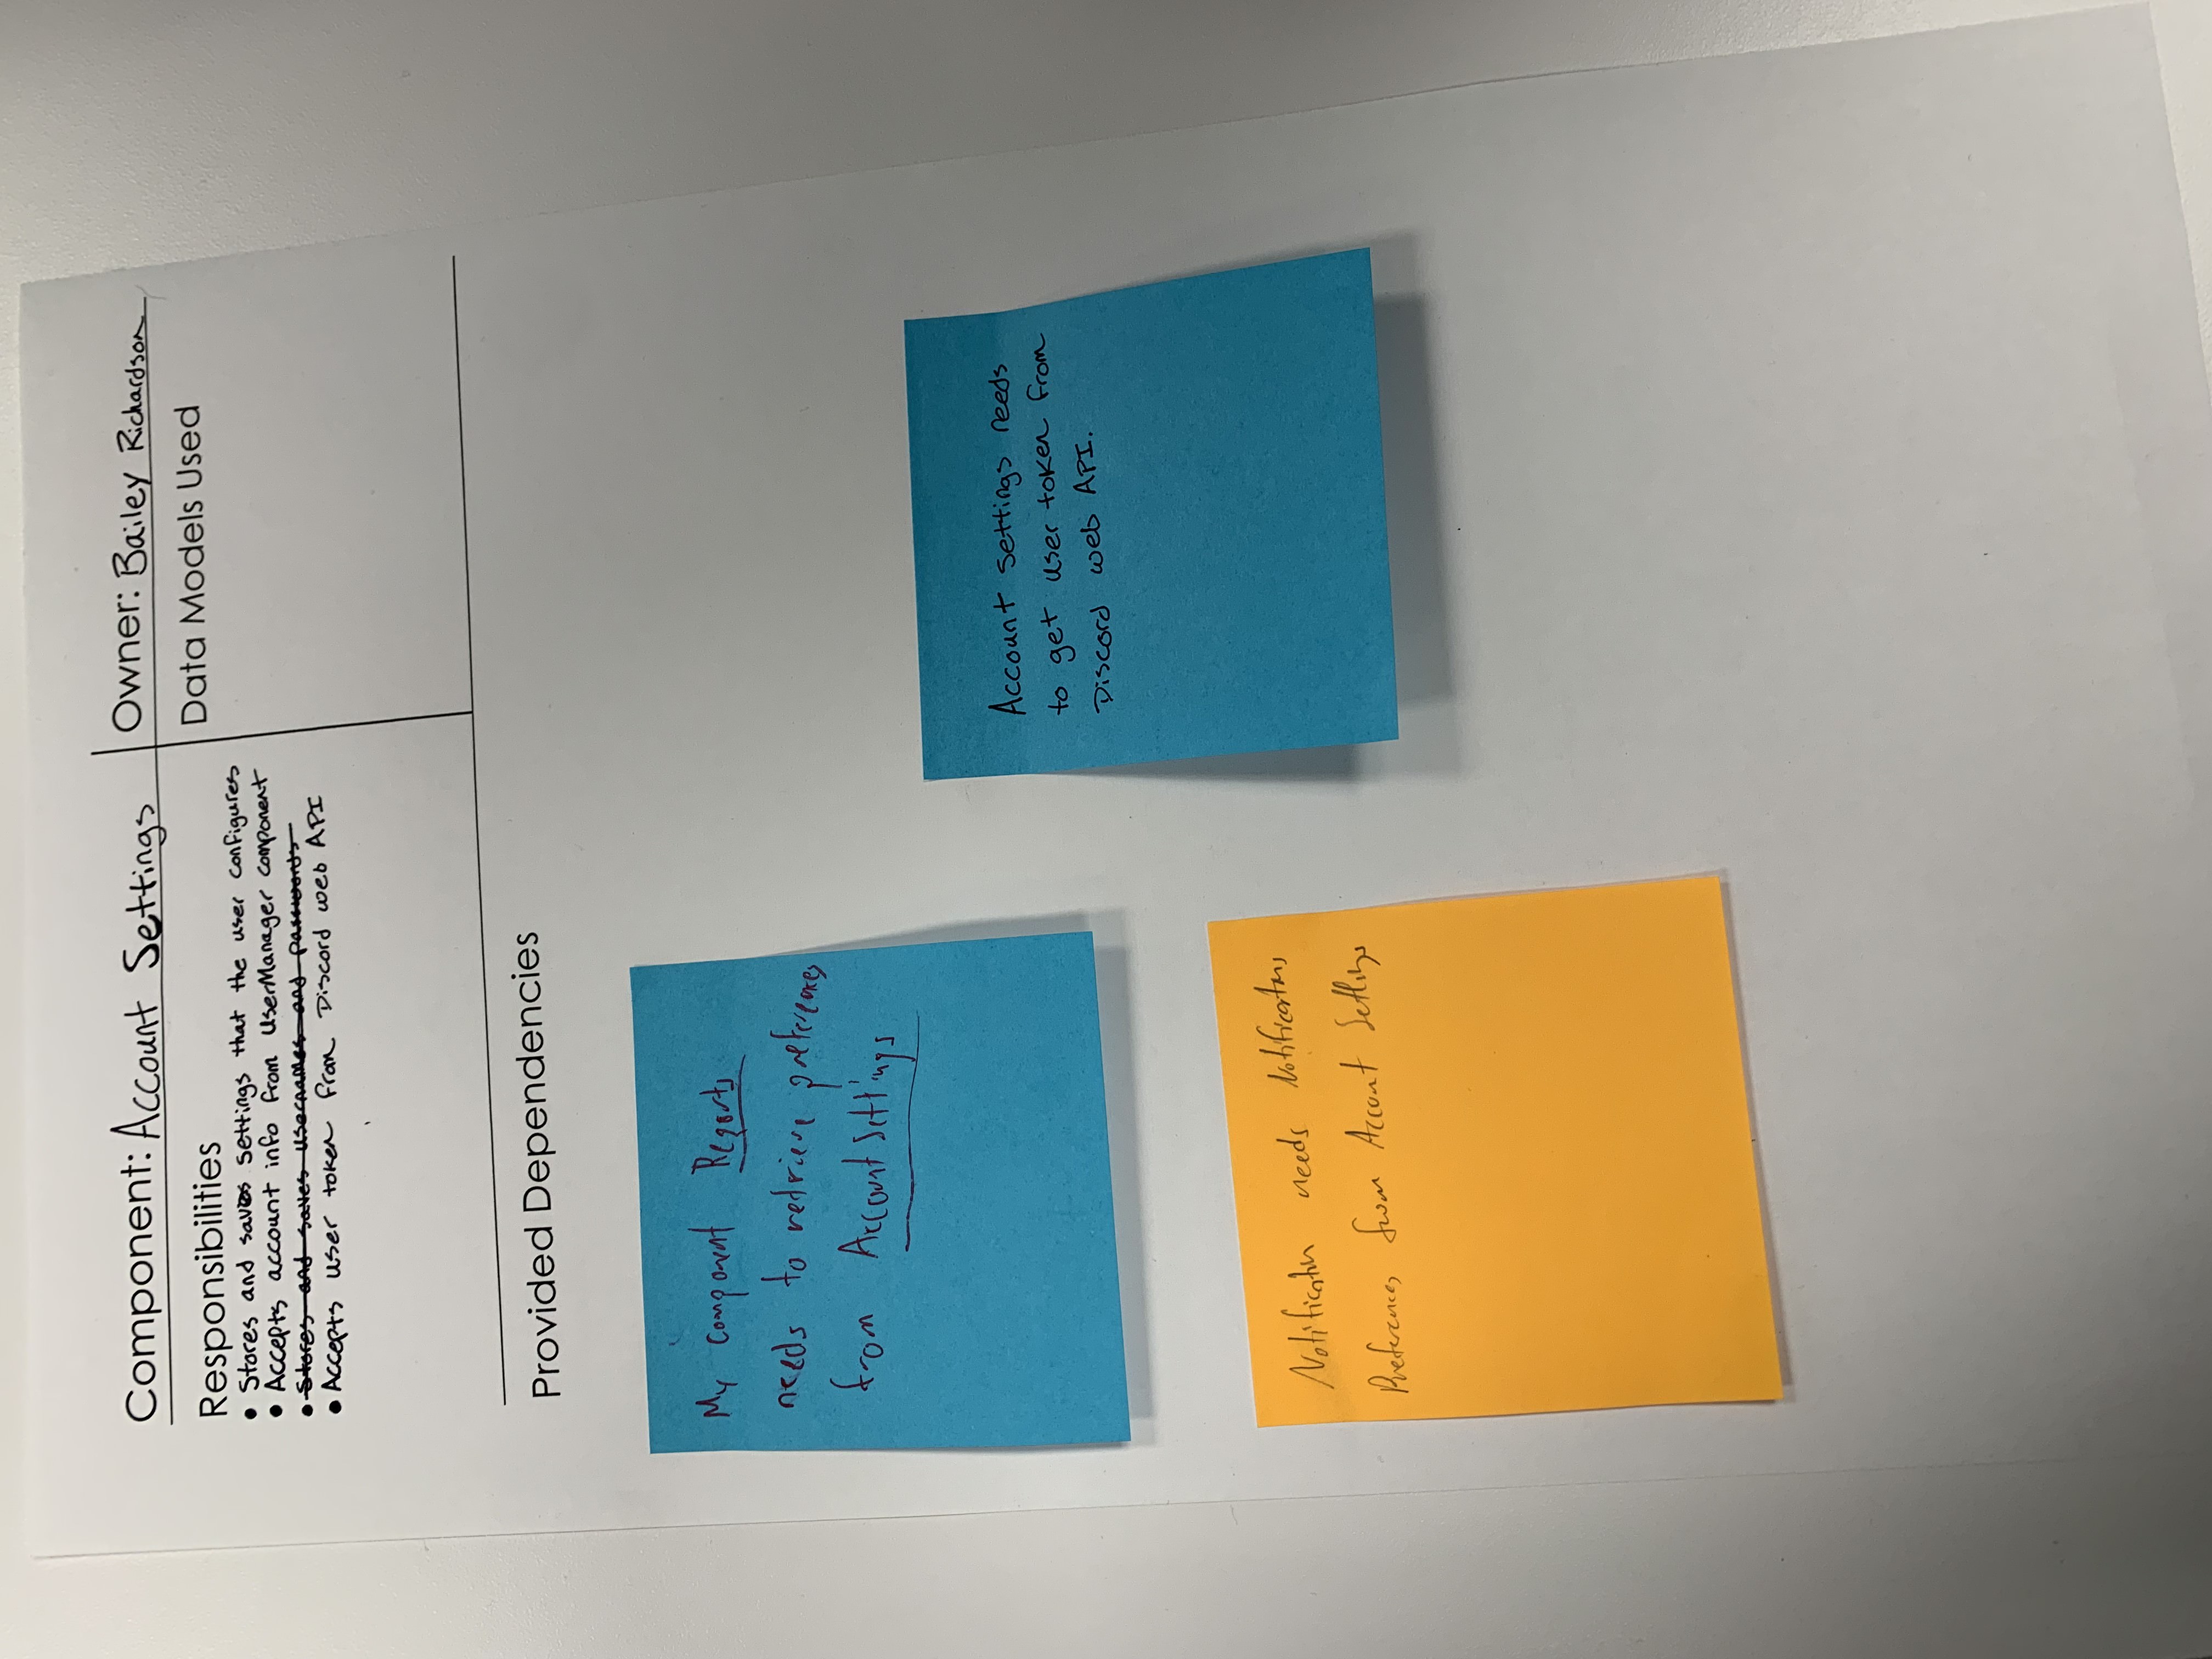 Component: Account Settings
Owner: Bailey Richardson
Responsibilities
• Stores and saves settings that the user configures
• Accepts account info from UserManager component
• Stores and saves usernames and passwords
• Accepts user token from Discord web API
Data Models Used
Provided Dependencies
My component Reports
needs to retrieve preferences
from Account Settings
Account settings needs
to get user token from
Discord web API.
Notification needs Notifications
Preferences from Account Settings